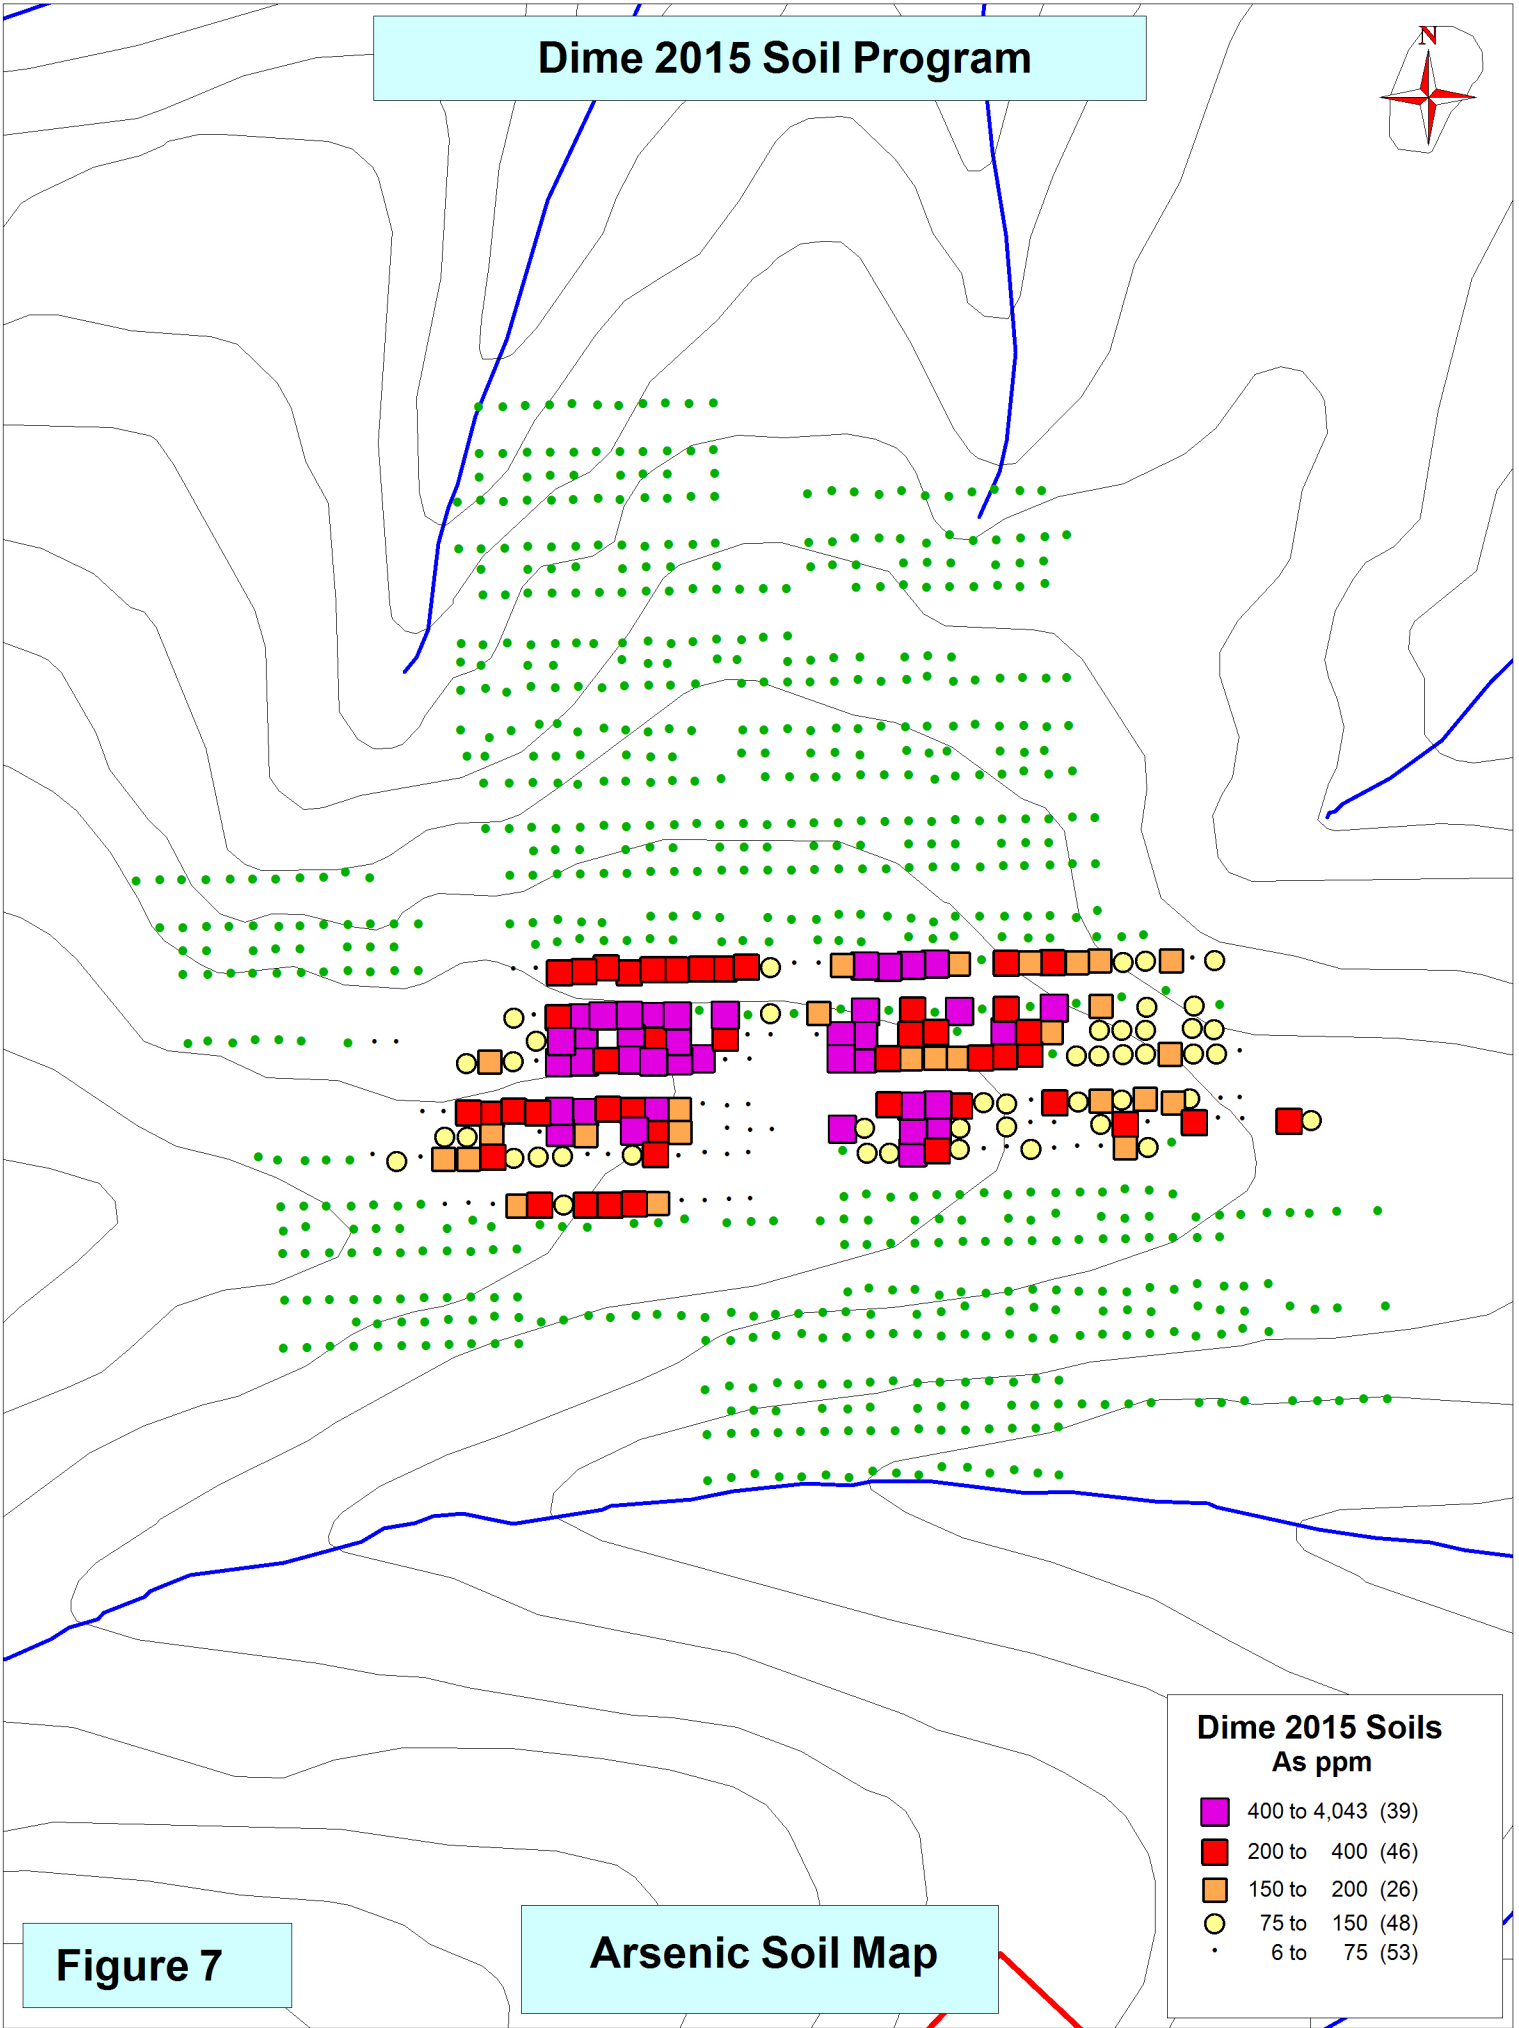 Dime 2015 Soil Program
N
Dime 2015 Soils
As ppm
400 to 4,043 (39)
200 to 400 (46)
150 to 200 (26)
75 to 150 (48)
6 to 75 (53)
Arsenic Soil Map
Figure 7